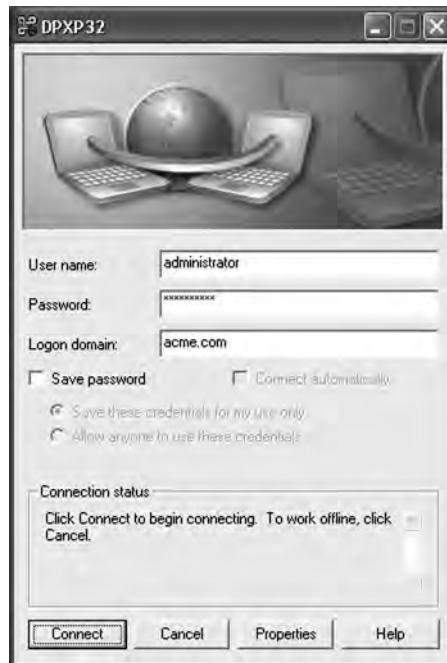 DPXP32
User name:
administrator
Password:
xxxxxxxxxx
Logon domain:
acme.com
Save password
Connect automatically
Save these credentials for my use only
Allow anyone to use these credentials
Connection status
Click Connect to begin connecting. To work offline, click
Cancel.
Connect
Cancel
Properties
Help